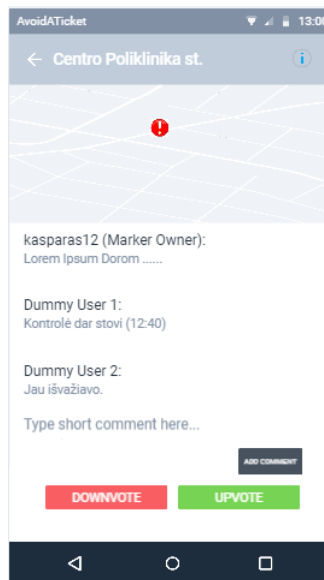 AvoidATicket 13:00
Centro Poliklinika st.
kasparas12 (Marker Owner):
Lorem Ipsum Dorom ......
Dummy User 1:
Kontrolė dar stovi (12:40)
Dummy User 2:
Jau išvažiavo.
Type short comment here...
ADD COMMENT
DOWNVOTE UPVOTE